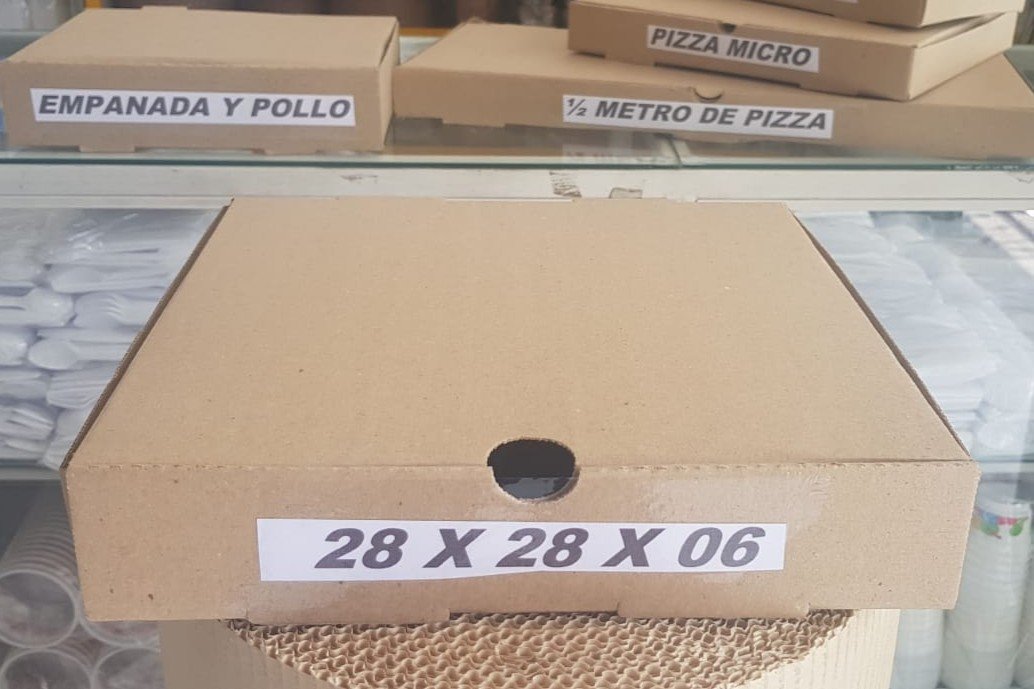 EMPANADA Y POLLO
PIZZA MICRO
½ METRO DE PIZZA
28 X 28 X 06